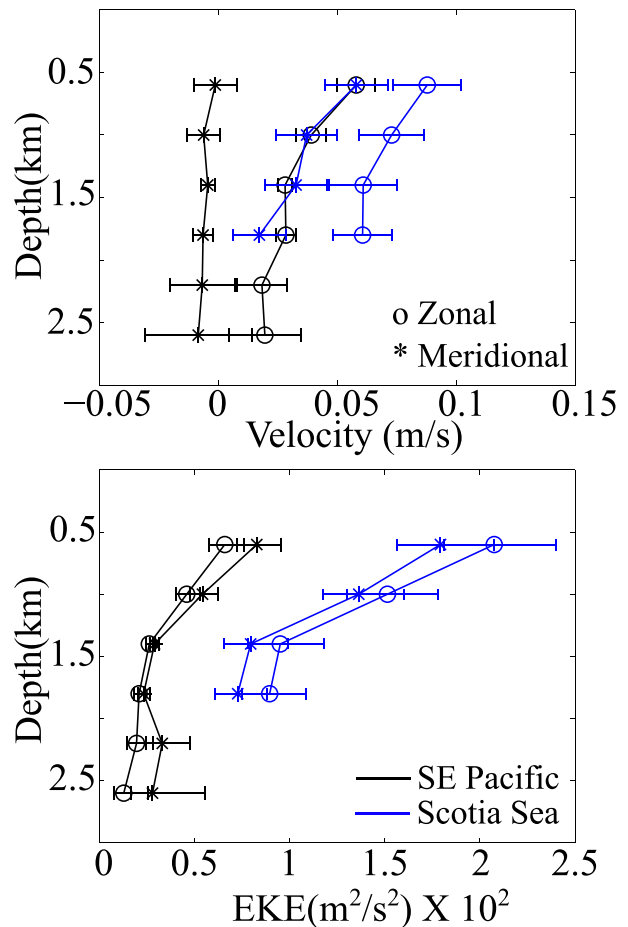 0.5
1.5
2.5
Depth(km)
o Zonal
* Meridional
−0.05 0 0.05 0.1 0.15
Velocity (m/s)
0.5
1.5
2.5
Depth(km)
SE Pacific
Scotia Sea
0 0.5 1 1.5 2 2.5
EKE(m²/s²) X 10²